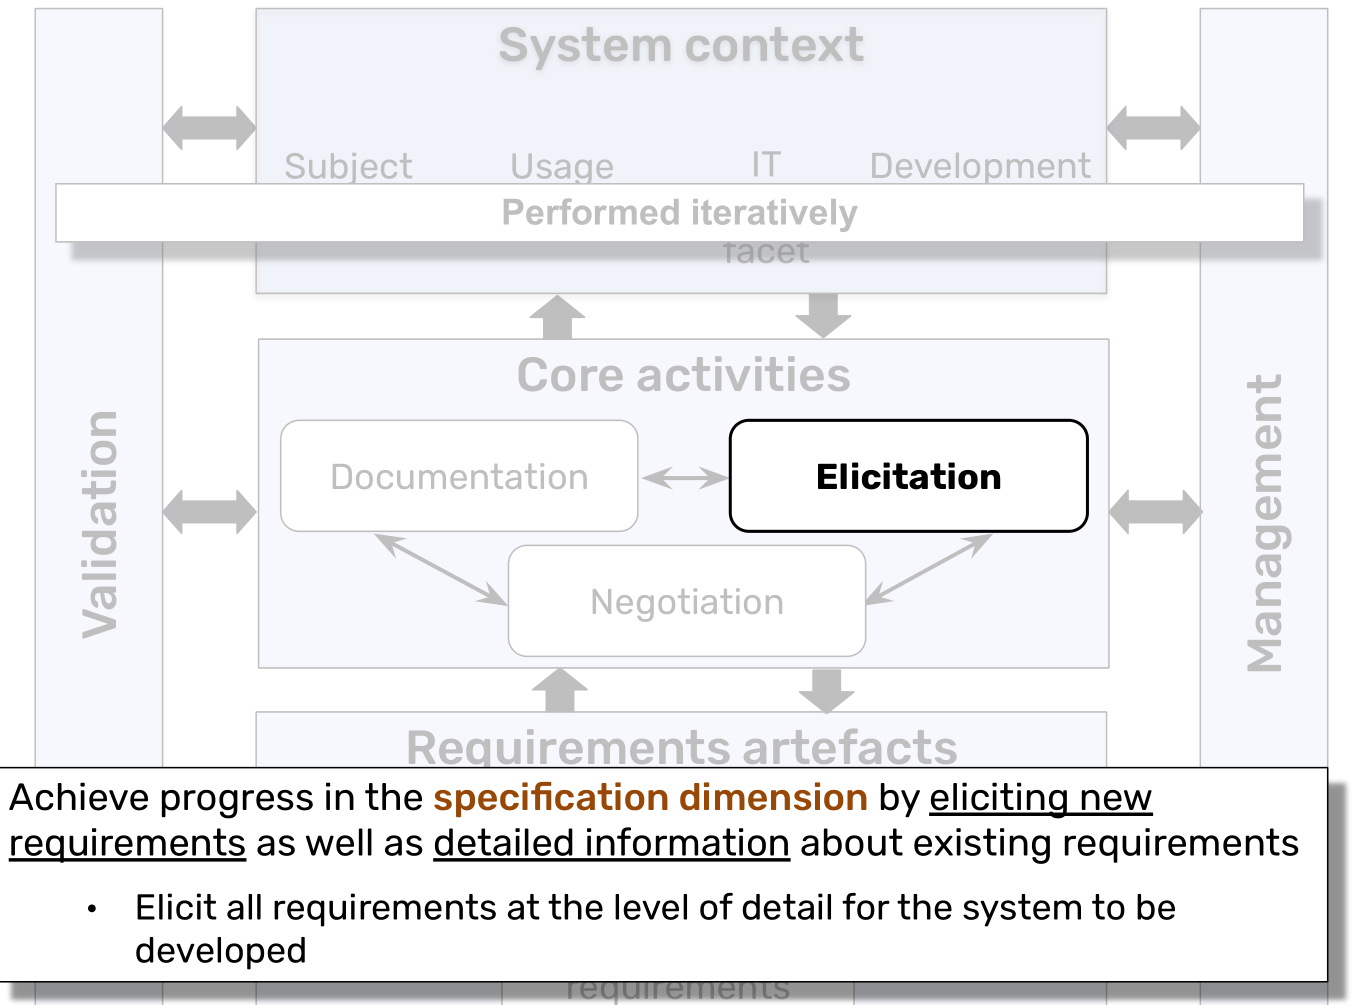 System context
Subject Usage IT Development
Performed iteratively
facet
Core activities
Documentation
Elicitation
Negotiation
Validation
Management
Requirements artefacts
Achieve progress in the specification dimension by eliciting new
requirements as well as detailed information about existing requirements
• Elicit all requirements at the level of detail for the system to be
developed
requirements